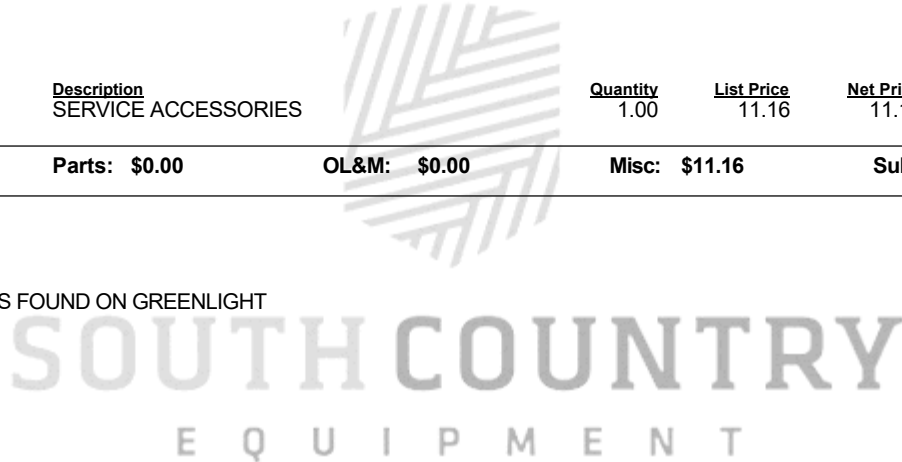 Description Quantity List Price
SERVICE ACCESSORIES 1.00 11.16
Parts: $0.00 OL&M: $0.00 Misc: $11.16
FOUND ON GREENLIGHT
SOUTH COUNTRY
EQUIPMENT